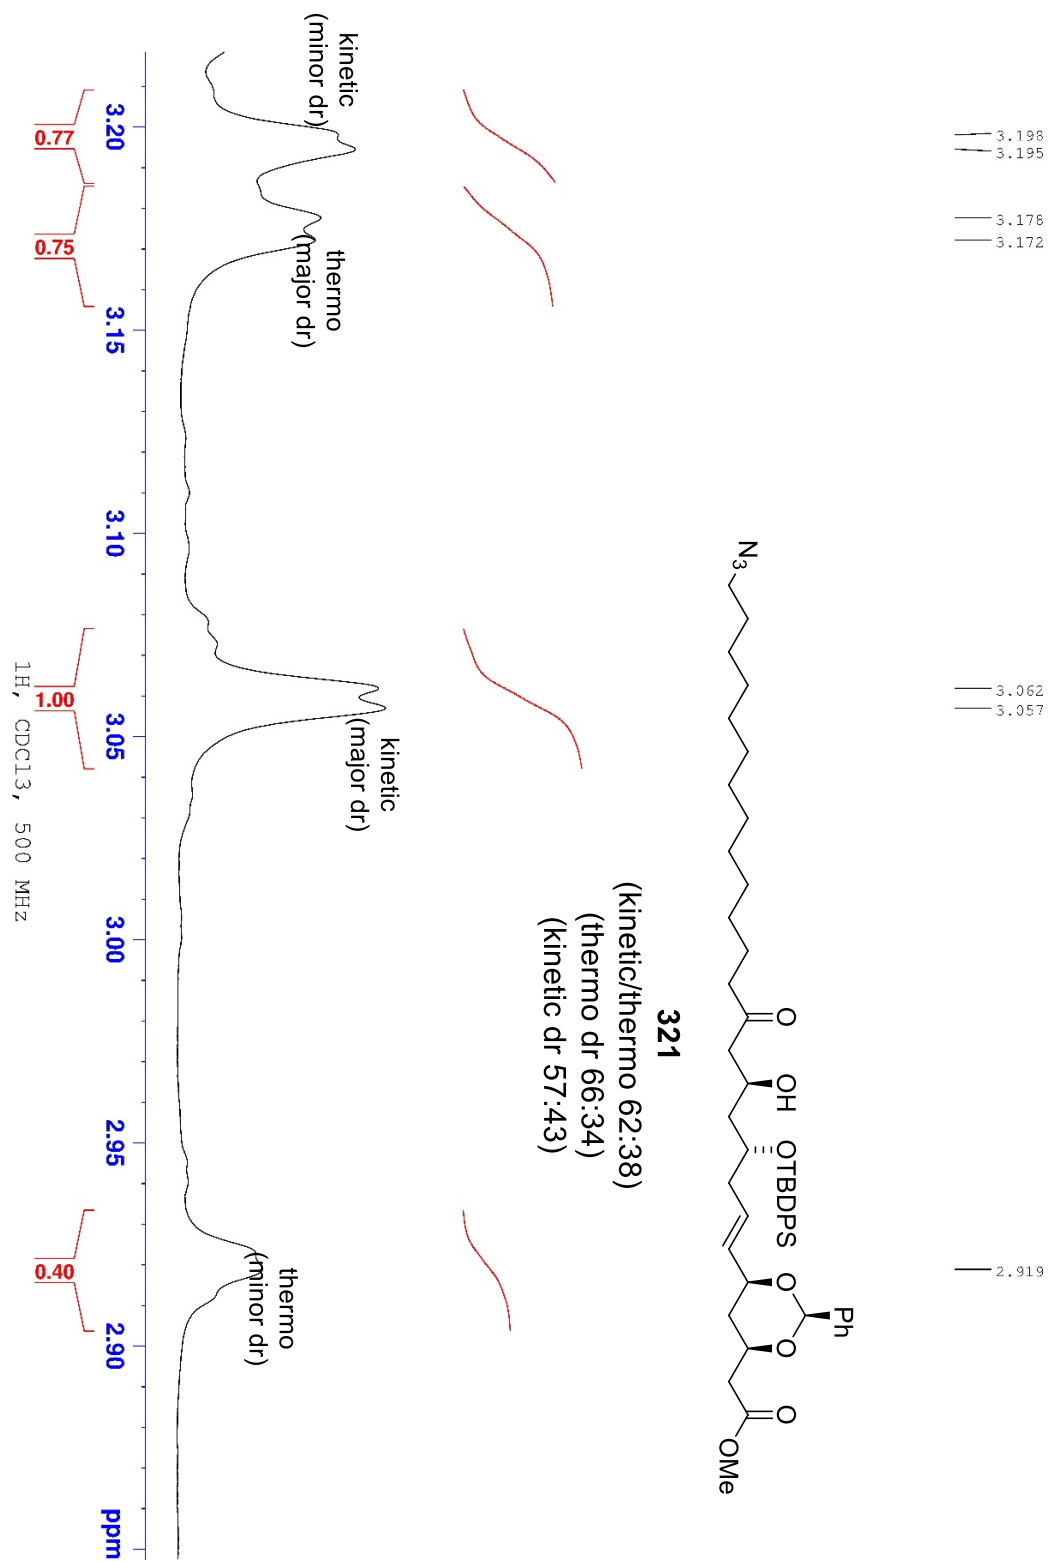 3.198
3.195
3.178
3.172
3.062
3.057
2.919
N3
O
OH
OTBDPS
O
O
Ph
O
OMe
321
(kinetic/thermo 62:38)
(thermo dr 66:34)
(kinetic dr 57:43)
kinetic
(minor dr)
thermo
(major dr)
kinetic
(major dr)
thermo
(minor dr)
3.20
3.15
3.10
3.05
3.00
2.95
2.90
ppm
0.77
0.75
1.00
0.40
1H, CDCl3, 500 MHz